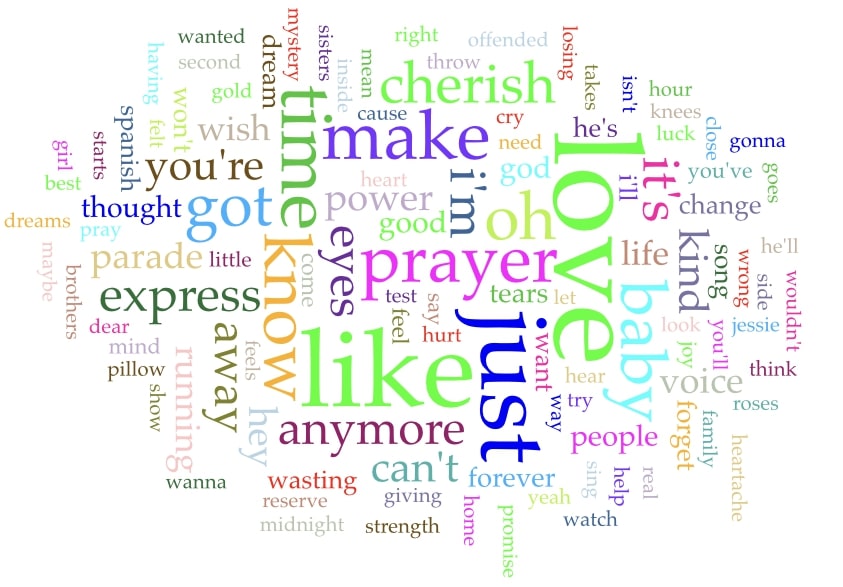 mystery
sisters
right
offended
losing
wanted
having
second
dream
mean
throw
takes
inside
cherish
isn't
hour
gold
won't
felt
time
cause
cry
he's
knees
spanish
wish
make
need
luck
close
gonna
girl
starts
you're
heart
god
love
i'll
it's
you've
goes
best
thought
got
power
i'm
oh
change
dreams
pray
good
eyes
prayer
life
kind
song
he'll
maybe
brothers
parade
little
know
come
wrong
side
wouldn't
express
test
say
tears
let
baby
dear
away
feel
hurt
just
want
look
you'll
jessie
mind
feels
like
joy
pillow
running
hear
voice
think
show
hey
anymore
way
try
forget
roses
people
family
heartache
can't
wanna
wasting
forever
sing
help
real
reserve
giving
home
yeah
midnight
strength
promise
watch